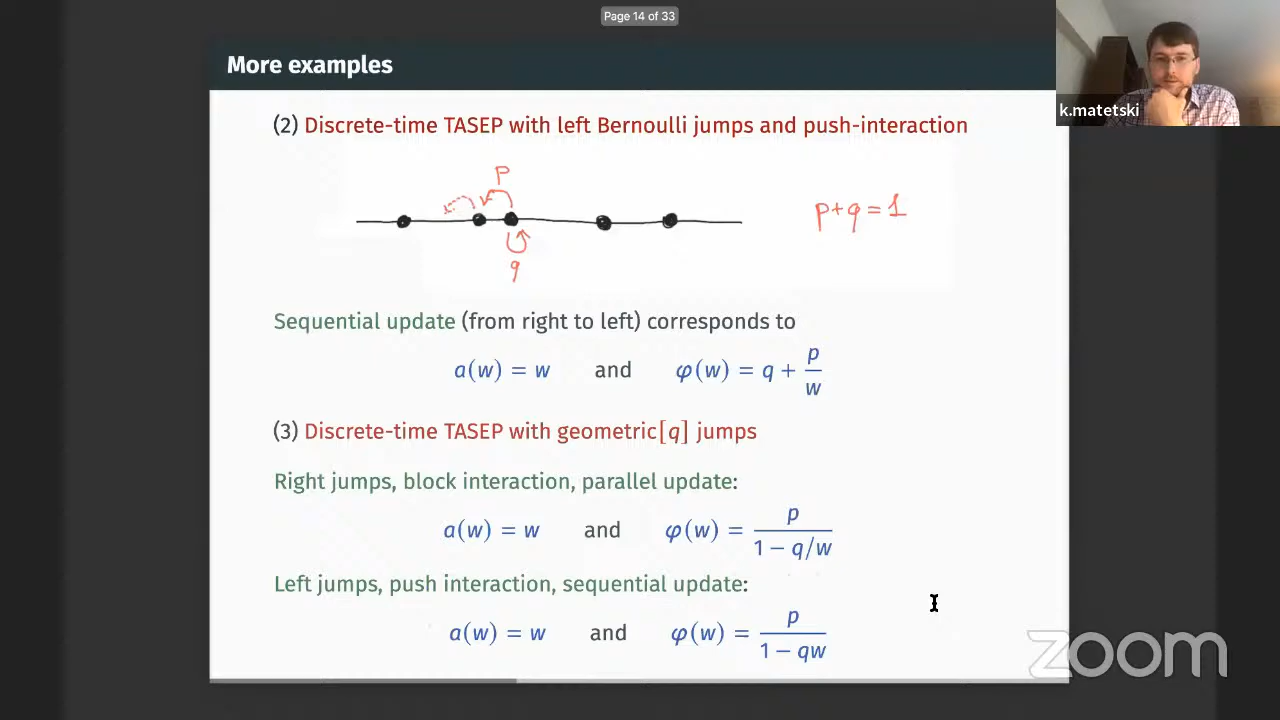 Page 14 of 33
More examples
k.matetski
(2) Discrete-time TASEP with left Bernoulli jumps and push-interaction
p
p+q=1
q
Sequential update (from right to left) corresponds to
a(w) = w and φ(w) = q + p/w
(3) Discrete-time TASEP with geometric[q] jumps
Right jumps, block interaction, parallel update:
a(w) = w and φ(w) = p/(1 − q/w)
Left jumps, push interaction, sequential update:
a(w) = w and φ(w) = p/(1 − qw)
zoom